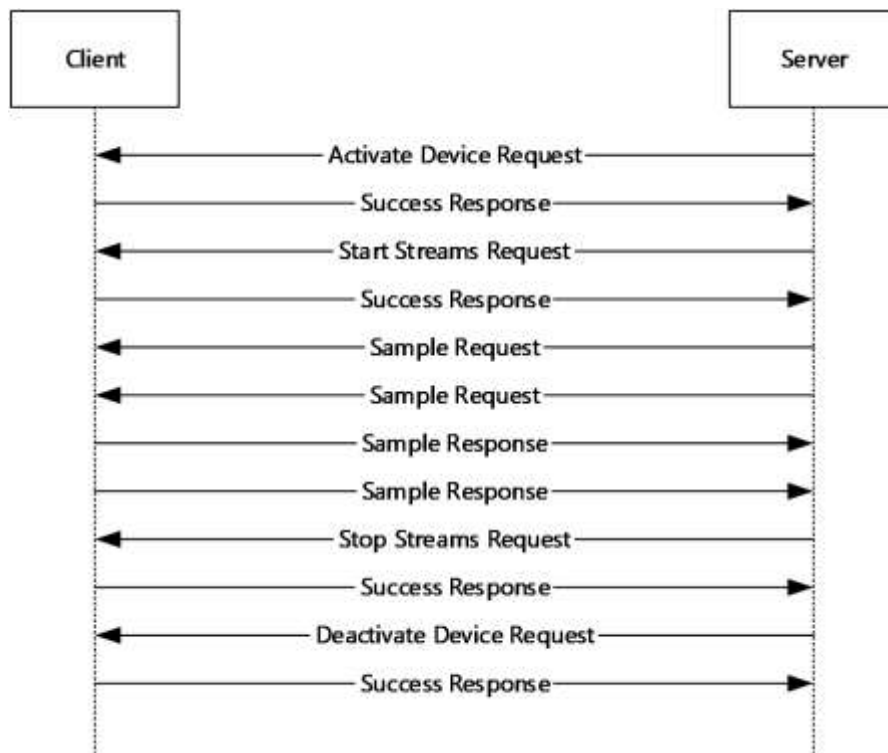 Client
Server
Activate Device Request
Success Response
Start Streams Request
Success Response
Sample Request
Sample Request
Sample Response
Sample Response
Stop Streams Request
Success Response
Deactivate Device Request
Success Response